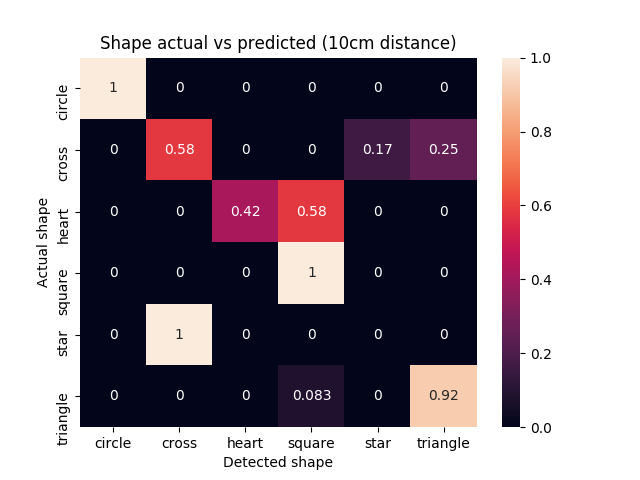 Shape actual vs predicted (10cm distance)
circle 1 0 0 0 0 0
cross 0 0.58 0 0 0.17 0.25
heart 0 0 0.42 0.58 0 0
square 0 0 0 1 0 0
star 0 1 0 0 0 0
triangle 0 0 0 0.083 0 0.92
circle cross heart square star triangle
Detected shape
Actual shape
1.0
0.8
0.6
0.4
0.2
0.0